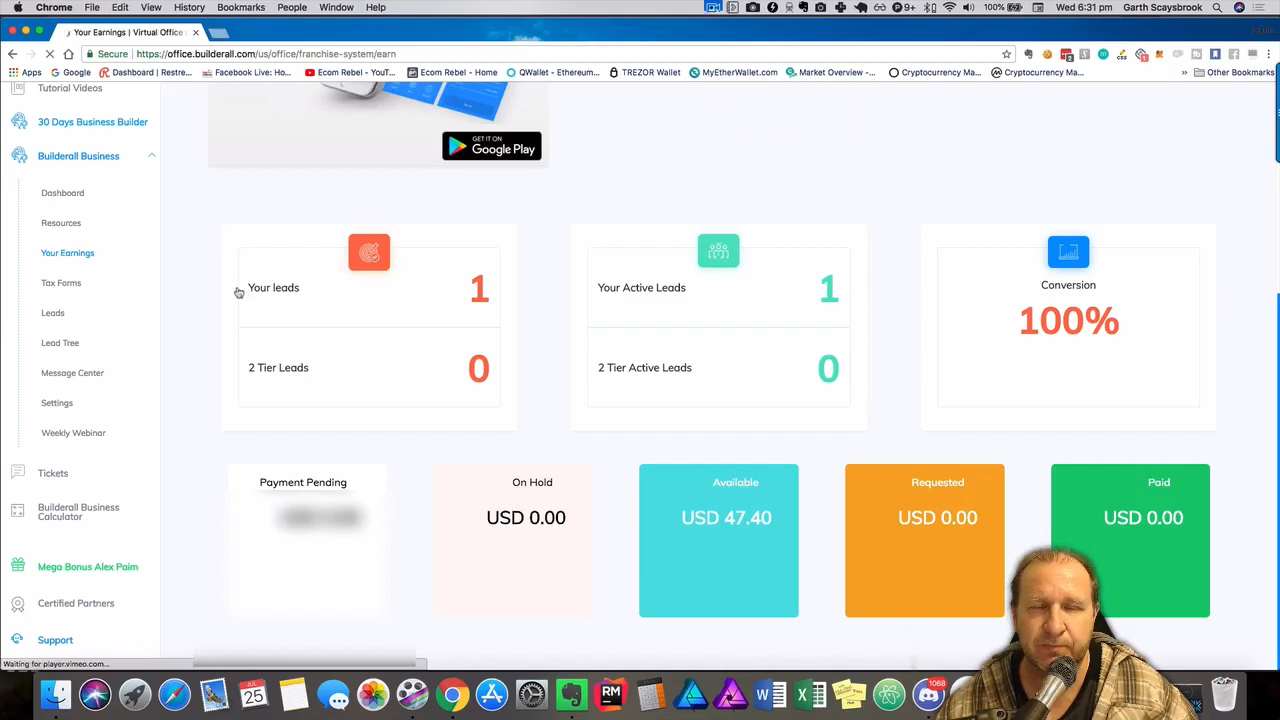 Chrome File Edit View History Bookmarks People Window Help 9+ 100% Wed 6:31 pm Garth Scaysbrook
Your Earnings | Virtual Office
Secure https://office.builderall.com/us/office/franchise-system/earn
Apps Google Dashboard | Restre... Facebook Live: Ho... Ecom Rebel - YouT... Ecom Rebel - Home QWallet - Ethereum... TREZOR Wallet MyEtherWallet.com Market Overview -... Cryptocurrency Ma... Cryptocurrency Ma... » Other Bookmarks
Tutorial Videos
30 Days Business Builder
Builderall Business
Dashboard
Resources
Your Earnings
Tax Forms
Leads
Lead Tree
Message Center
Settings
Weekly Webinar
Tickets
Builderall Business
Calculator
Mega Bonus Alex Paim
Certified Partners
Support
Waiting for player.vimeo.com...
GET IT ON
Google Play
Your leads 1
2 Tier Leads 0
Your Active Leads 1
2 Tier Active Leads 0
Conversion
100%
Payment Pending
On Hold
USD 0.00
Available
USD 47.40
Requested
USD 0.00
Paid
USD 0.00
JUL
25
RM
W
X
1068